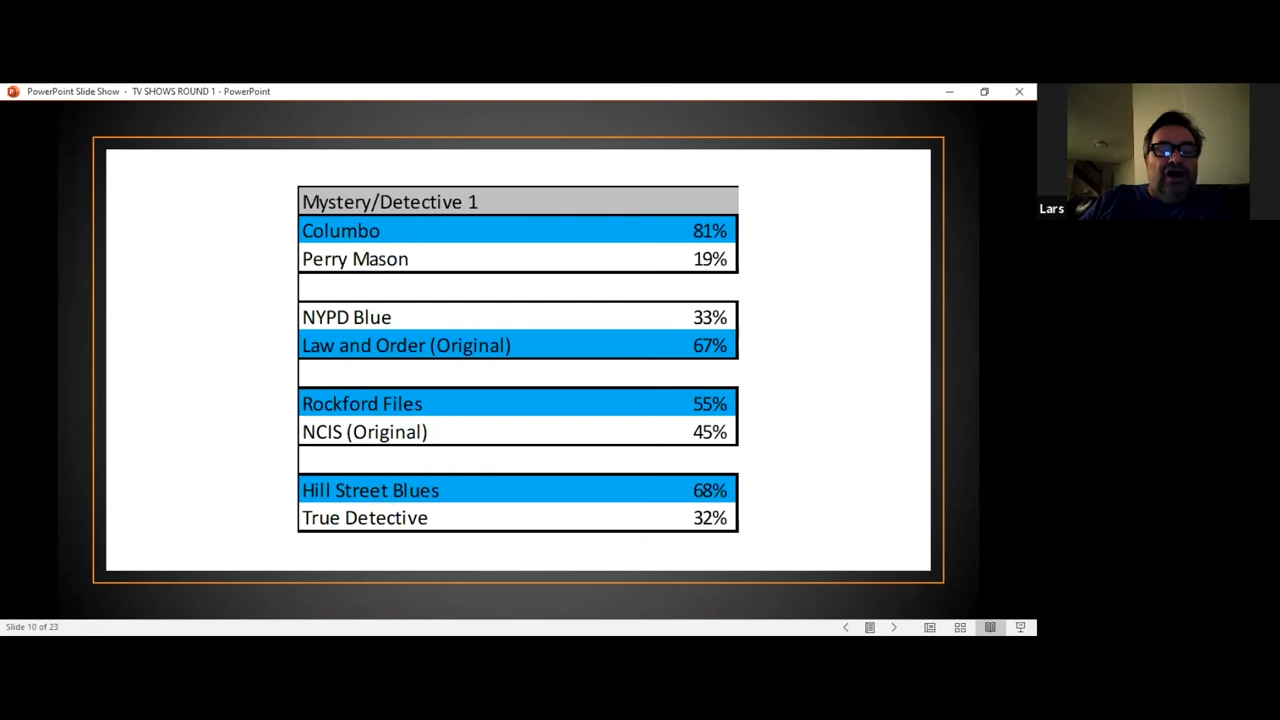 PowerPoint Slide Show - TV SHOWS ROUND 1 - PowerPoint
Lars
Mystery/Detective 1
Columbo 81%
Perry Mason 19%
NYPD Blue 33%
Law and Order (Original) 67%
Rockford Files 55%
NCIS (Original) 45%
Hill Street Blues 68%
True Detective 32%
Slide 10 of 23